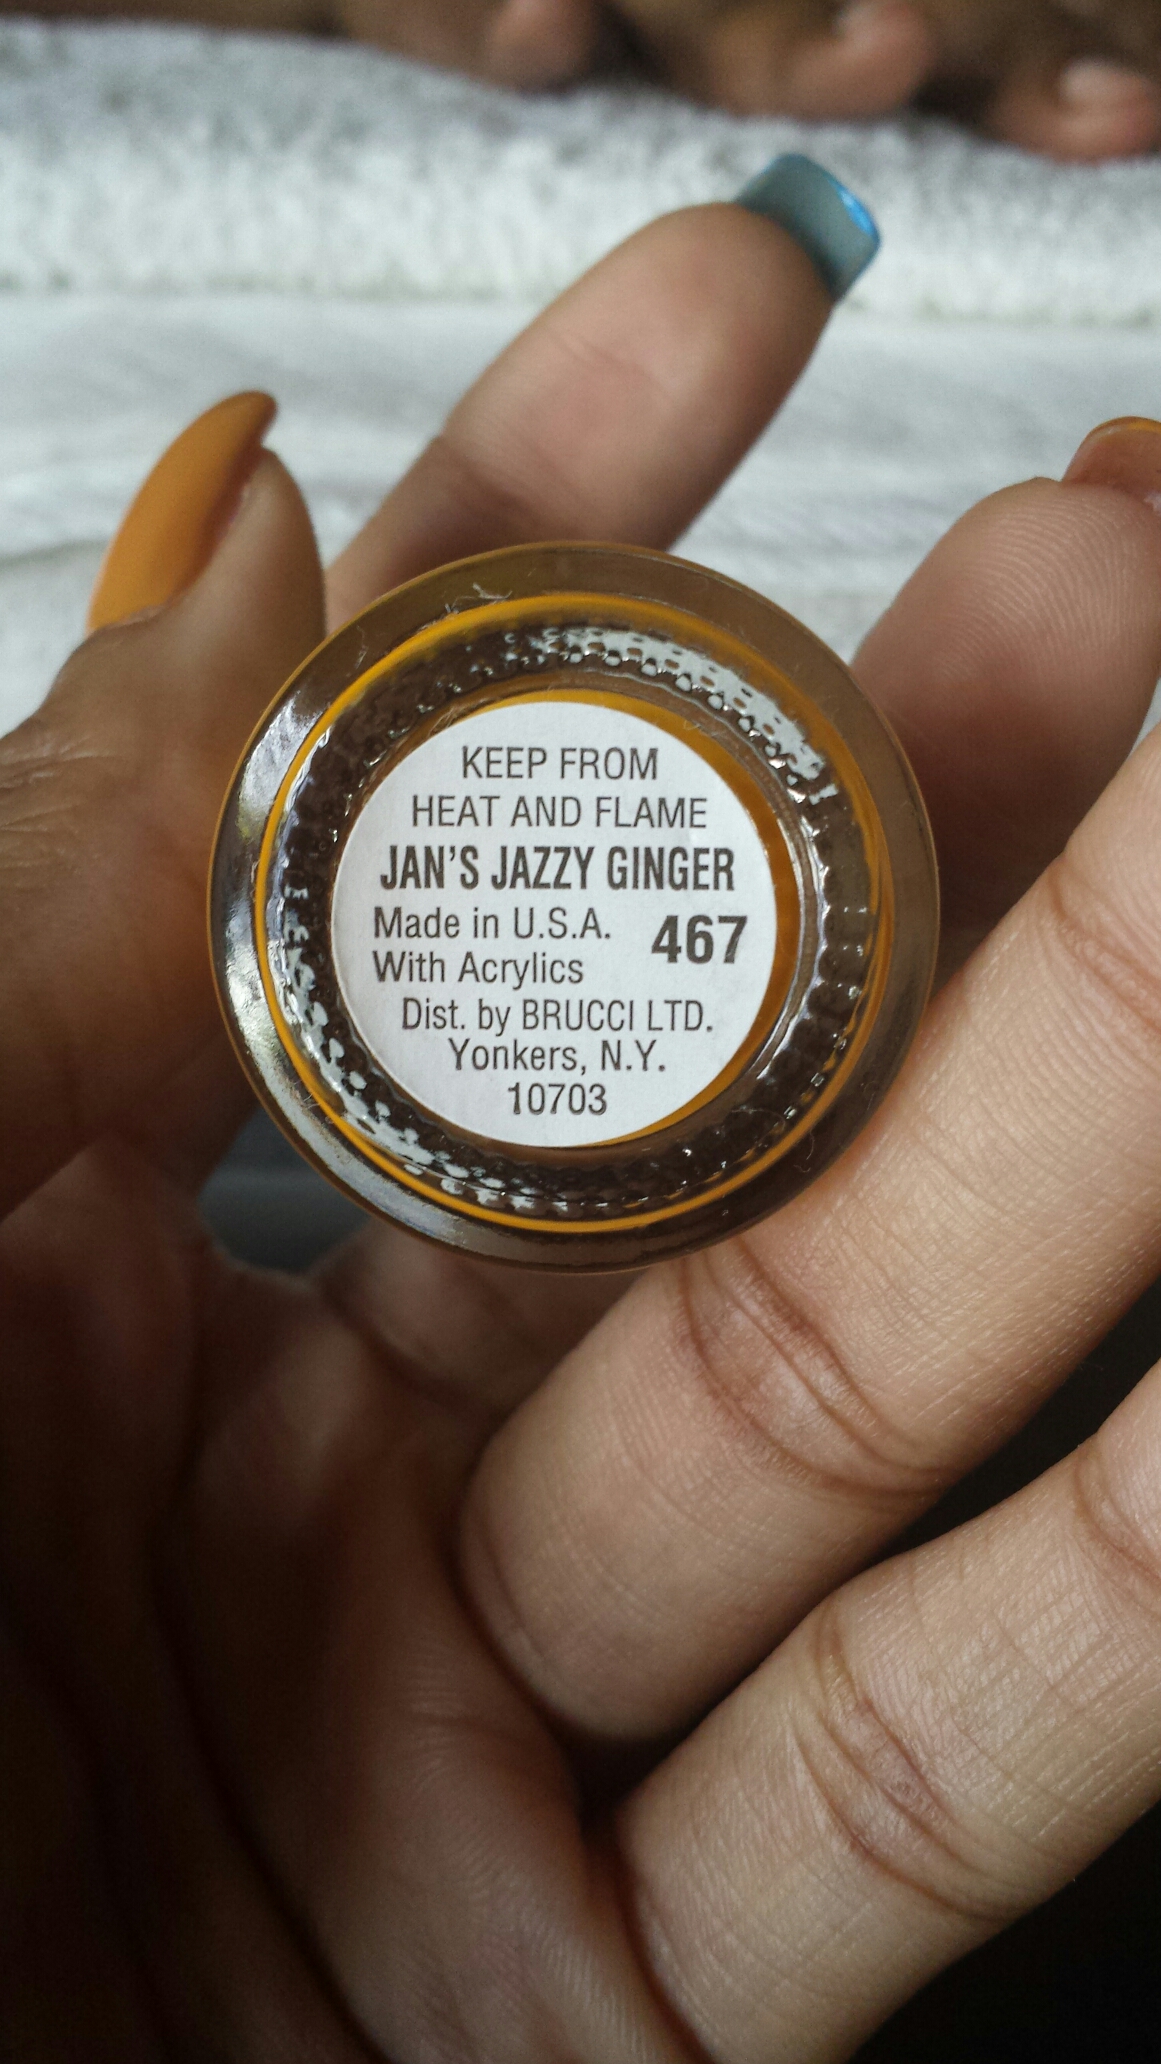 KEEP FROM
HEAT AND FLAME
JAN'S JAZZY GINGER
Made in U.S.A. 467
With Acrylics
Dist. by BRUCCI LTD.
Yonkers, N.Y.
10703